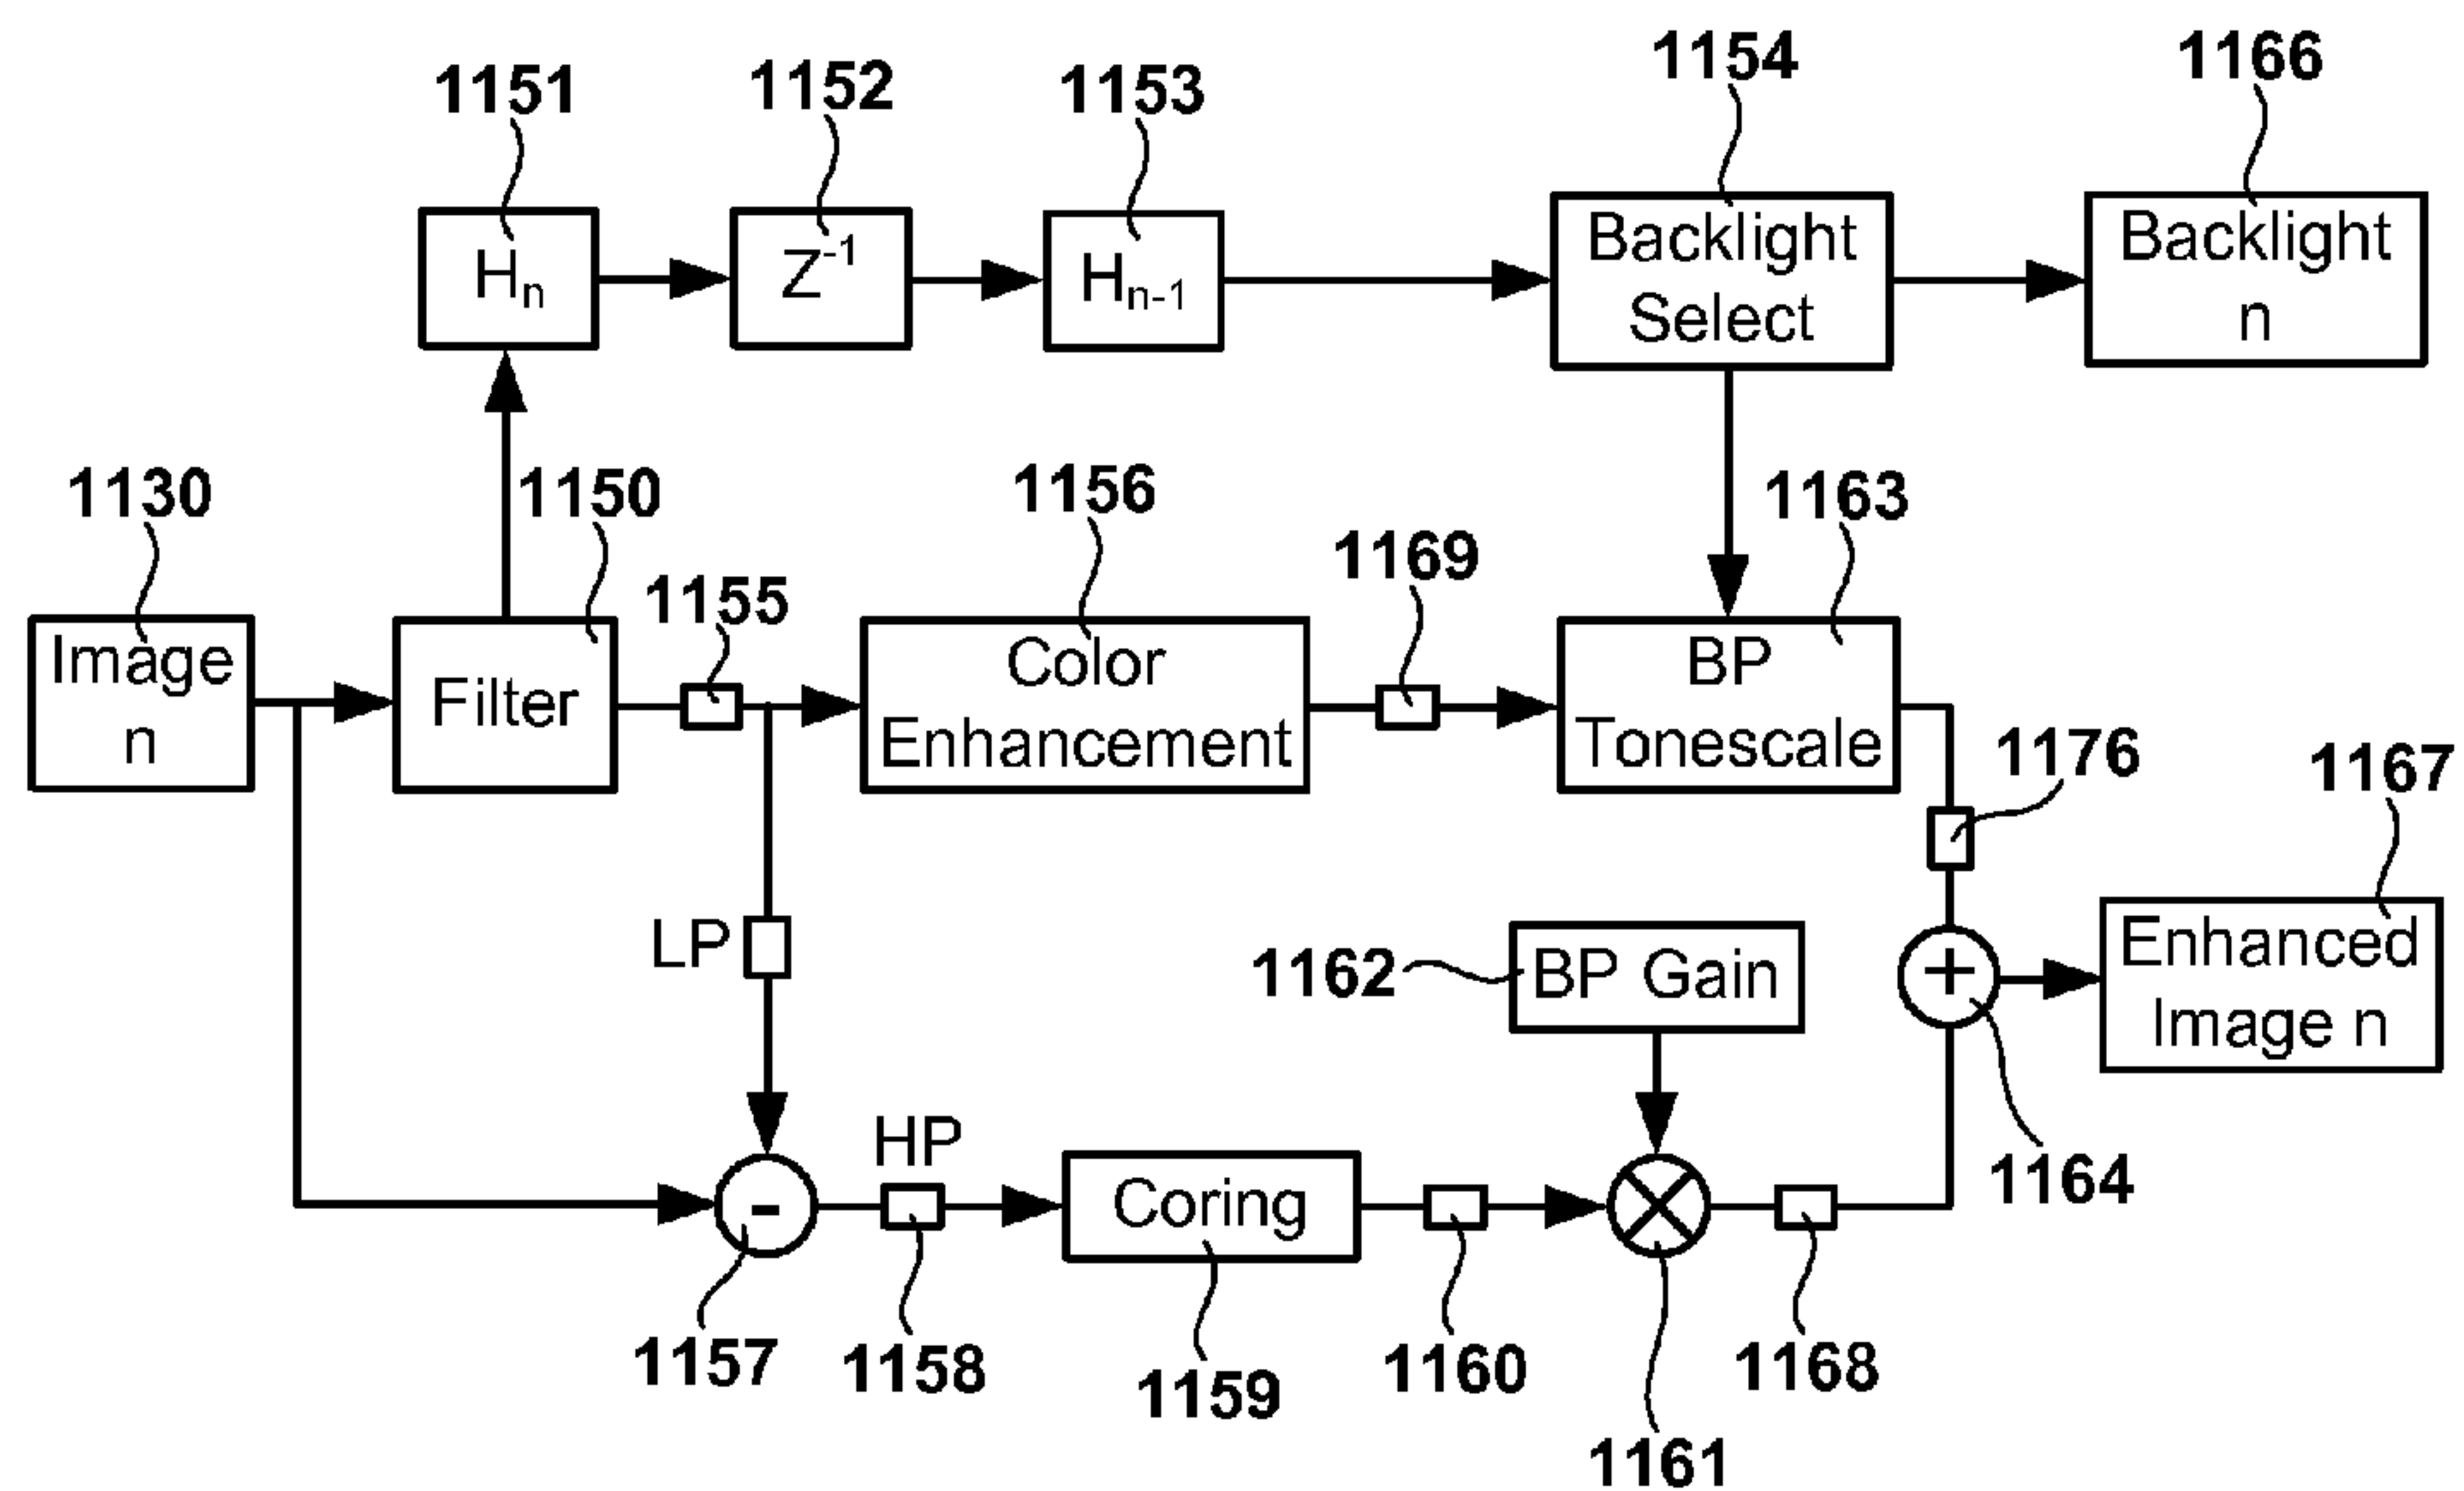 1151
1152
1153
1154
1166
Hn
Z-1
Hn-1
Backlight
Select
Backlight
n
1130
1150
1155
1156
1169
1163
Image
n
Filter
Color
Enhancement
BP
Tonescale
1176
1167
LP
1162
BP Gain
+
Enhanced
Image n
1164
HP
-
Coring
1157
1158
1159
1160
1161
1168